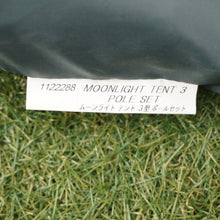 1122288 MOONLIGHT TENT 3
POLE SET
ムーンライト テント 3型 ポールセット